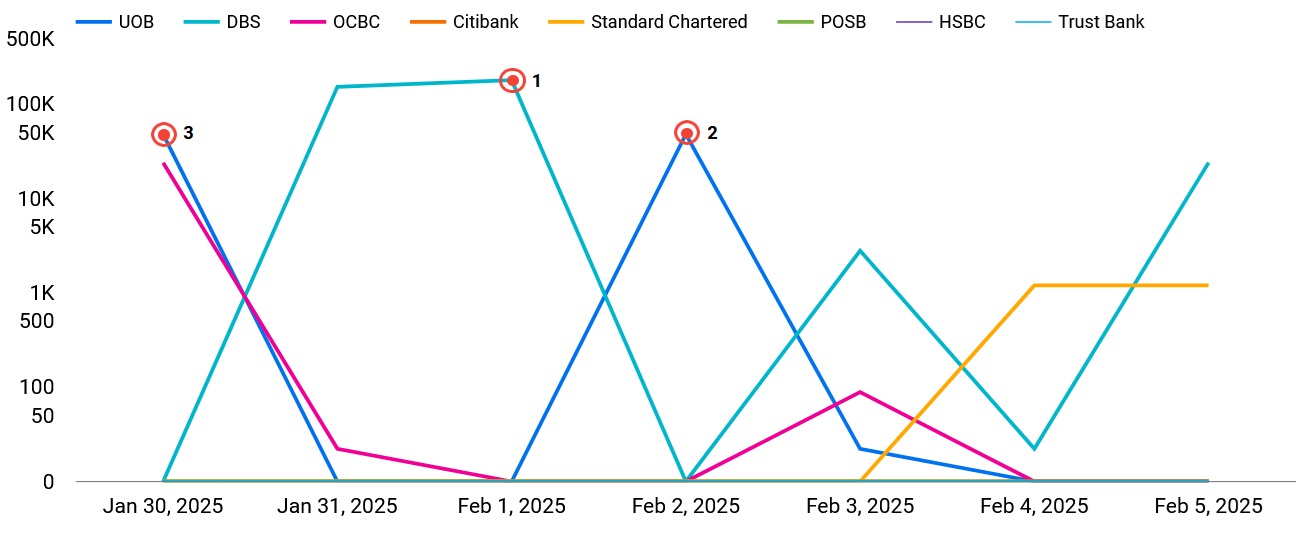 UOB DBS OCBC Citibank Standard Chartered POSB HSBC Trust Bank
500K
1
100K
50K
3
2
10K
5K
1K
500
100
50
0
Jan 30, 2025 Jan 31, 2025 Feb 1, 2025 Feb 2, 2025 Feb 3, 2025 Feb 4, 2025 Feb 5, 2025